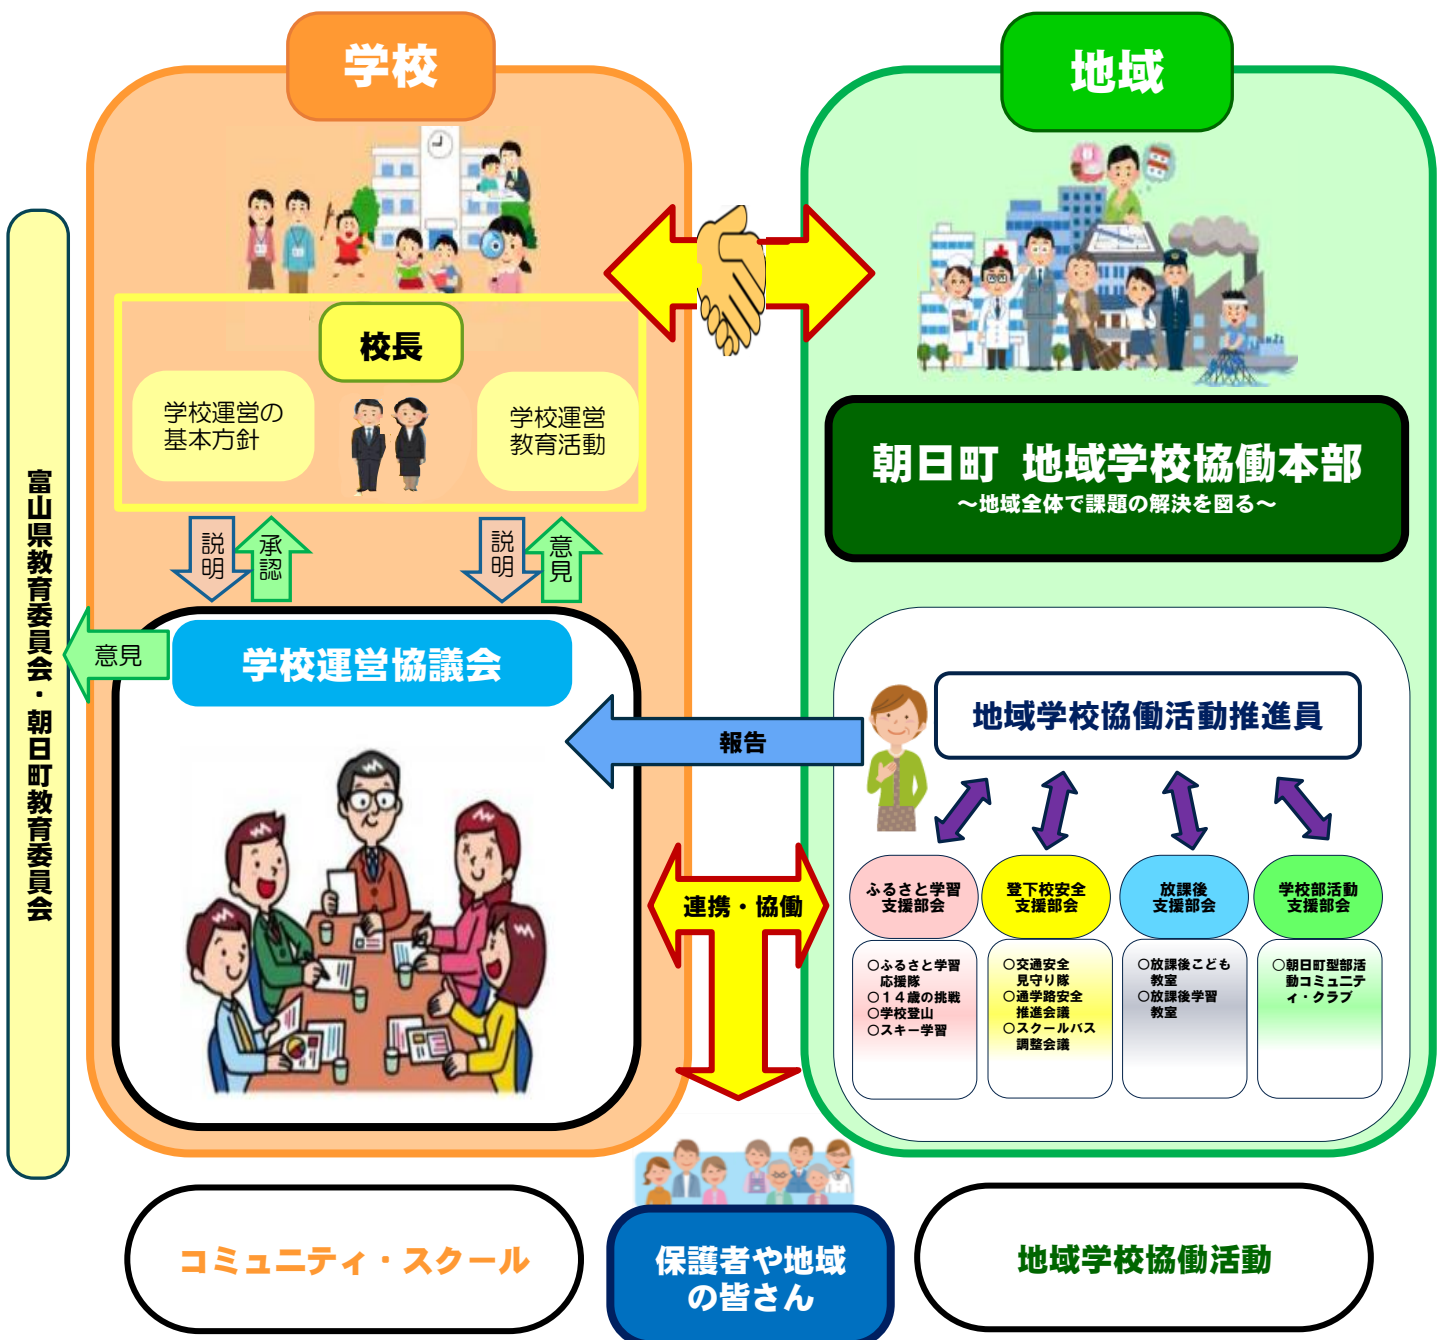 学校
地域
校長
学校運営の
基本方針
学校運営
教育活動
説明
承認
説明
意見
富山県教育委員会・朝日町教育委員会
意見
学校運営協議会
朝日町 地域学校協働本部
～地域全体で課題の解決を図る～
地域学校協働活動推進員
報告
連携・協働
ふるさと学習
支援部会
○ふるさと学習
応援隊
○１４歳の挑戦
○学校登山
○スキー学習
登下校安全
支援部会
○交通安全
見守り隊
○通学路安全
推進会議
○スクールバス
調整会議
放課後
支援部会
○放課後こども
教室
○放課後学習
教室
学校部活動
支援部会
○朝日町型部活
動コミュニテ
ィ・クラブ
コミュニティ・スクール
保護者や地域
の皆さん
地域学校協働活動